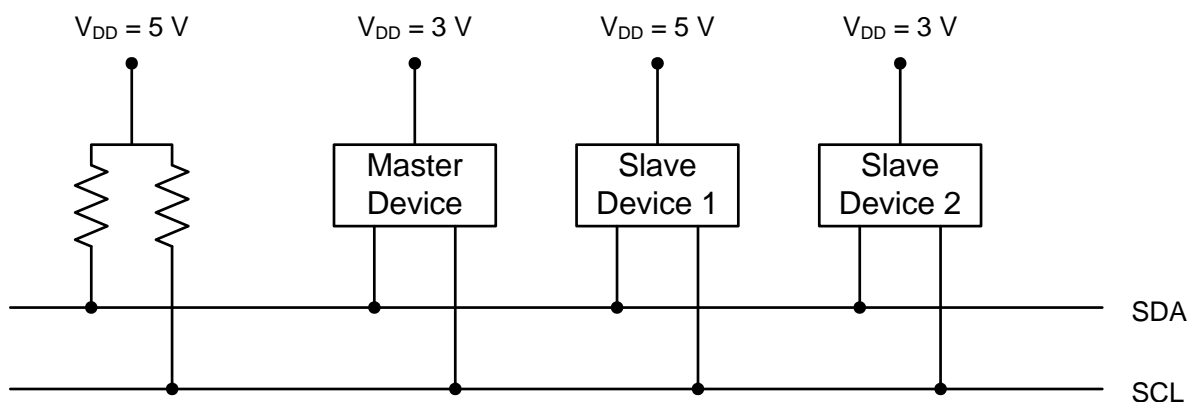 V_DD = 5 V
V_DD = 3 V
V_DD = 5 V
V_DD = 3 V
Master
Device
Slave
Device 1
Slave
Device 2
SDA
SCL